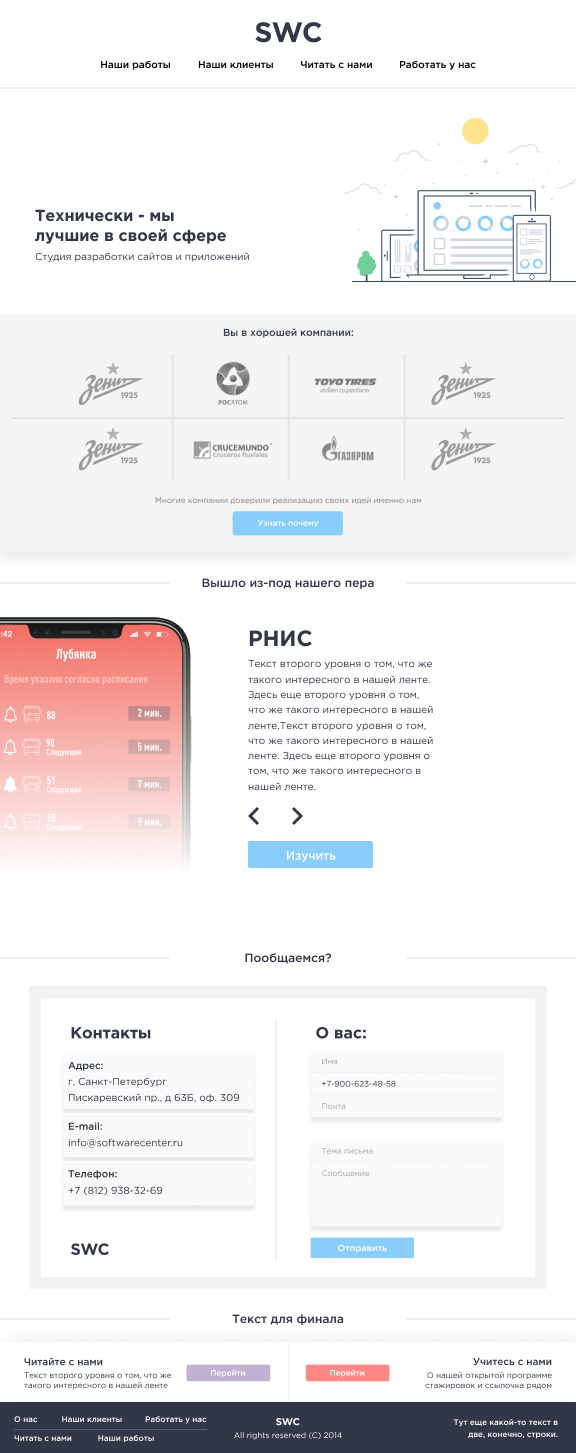 SWC
Наши работы Наши клиенты Читать с нами Работать у нас
Технически - мы
лучшие в своей сфере
Студия разработки сайтов и приложений
Вы в хорошей компании:
Зенит 1925
РОСАТОМ
TOYO TIRES
driven to perform
Зенит 1925
Зенит 1925
CRUCEMUNDO
Cruceros fluviales
ГАЗПРОМ
Зенит 1925
Многие компании доверили реализацию своих идей именно нам
Узнать почему
Вышло из-под нашего пера
:42
Лубянка
Время указано согласно расписания
88 2 мин.
98 Следующий 5 мин.
51 Следующий 7 мин.
58 Следующий 9 мин.
РНИС
Текст второго уровня о том, что же
такого интересного в нашей ленте.
Здесь еще второго уровня о том,
что же такого интересного в нашей
ленте.Текст второго уровня о том,
что же такого интересного в нашей
ленте. Здесь еще второго уровня о
том, что же такого интересного в
нашей ленте.
Изучить
Пообщаемся?
Контакты
Адрес:
г. Санкт-Петербург
Пискаревский пр., д 63Б, оф. 309
E-mail:
info@softwarecenter.ru
Телефон:
+7 (812) 938-32-69
SWC
О вас:
Имя
+7-900-623-48-58
Почта
Тема письма
Сообщение
Отправить
Текст для финала
Читайте с нами
Текст второго уровня о том, что же
такого интересного в нашей ленте
Перейти
Перейти
Учитесь с нами
О нашей открытой программе
стажировок и ссылочка рядом
О нас Наши клиенты Работать у нас
Читать с нами Наши работы
SWC
All rights reserved (C) 2014
Тут еще какой-то текст в
две, конечно, строки.